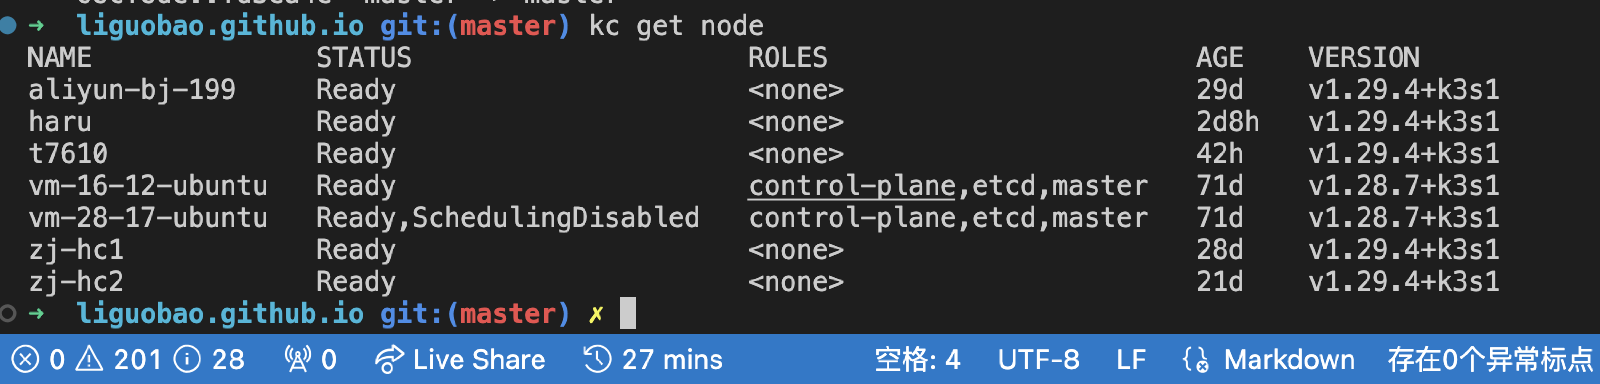 ➜ liguobao.github.io git:(master) kc get node
NAME STATUS ROLES AGE VERSION
aliyun-bj-199 Ready <none> 29d v1.29.4+k3s1
haru Ready <none> 2d8h v1.29.4+k3s1
t7610 Ready <none> 42h v1.29.4+k3s1
vm-16-12-ubuntu Ready control-plane,etcd,master 71d v1.28.7+k3s1
vm-28-17-ubuntu Ready,SchedulingDisabled control-plane,etcd,master 71d v1.28.7+k3s1
zj-hc1 Ready <none> 28d v1.29.4+k3s1
zj-hc2 Ready <none> 21d v1.29.4+k3s1
➜ liguobao.github.io git:(master) ✗
0 201 28 0 Live Share 27 mins 空格: 4 UTF-8 LF Markdown 存在0个异常标点